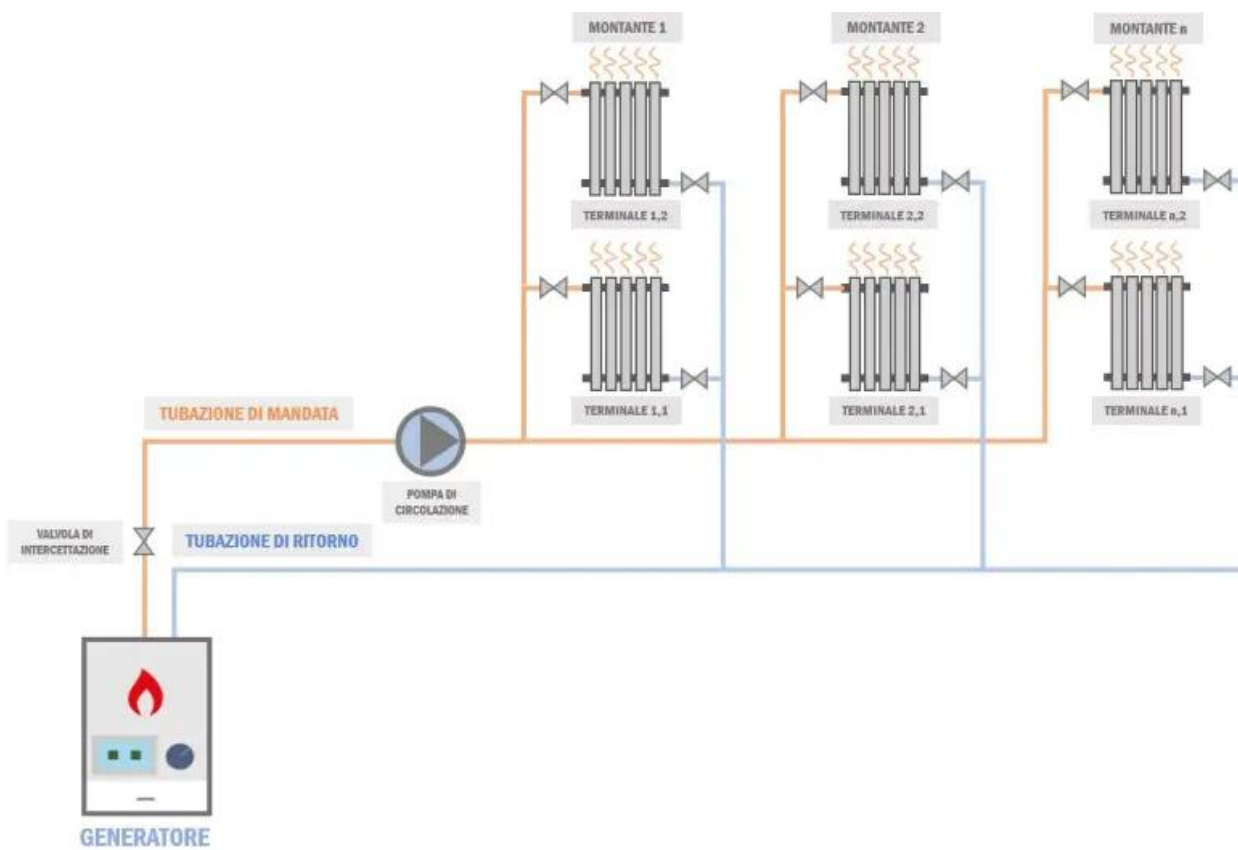 MONTANTE 1
MONTANTE 2
MONTANTE n
TERMINALE 1,2
TERMINALE 2,2
TERMINALE n,2
TERMINALE 1,1
TERMINALE 2,1
TERMINALE n,1
TUBAZIONE DI MANDATA
POMPA DI
CIRCOLAZIONE
VALVOLA DI
INTERCETTAZIONE
TUBAZIONE DI RITORNO
GENERATORE